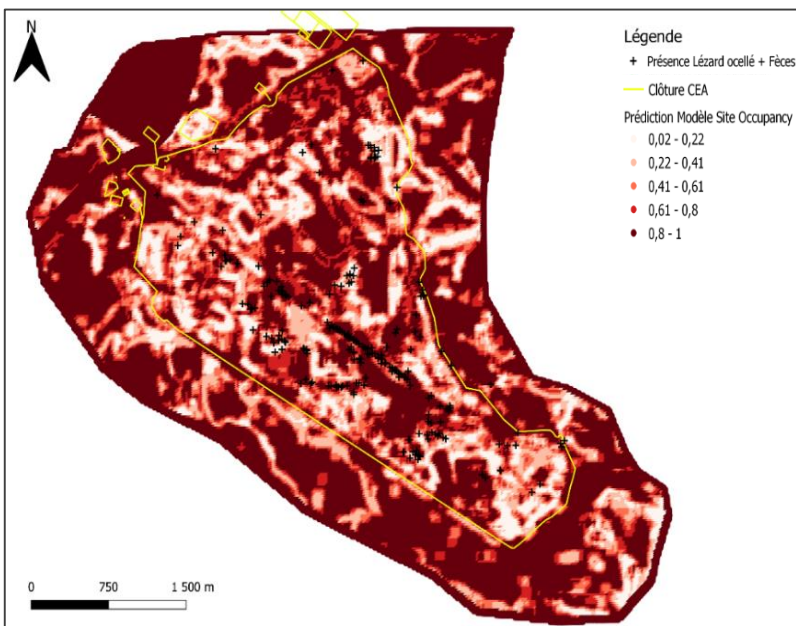 N
Légende
+ Présence Lézard ocellé + Fèces
Clôture CEA
Prédiction Modèle Site Occupancy
0,02 - 0,22
0,22 - 0,41
0,41 - 0,61
0,61 - 0,8
0,8 - 1
0 750 1 500 m